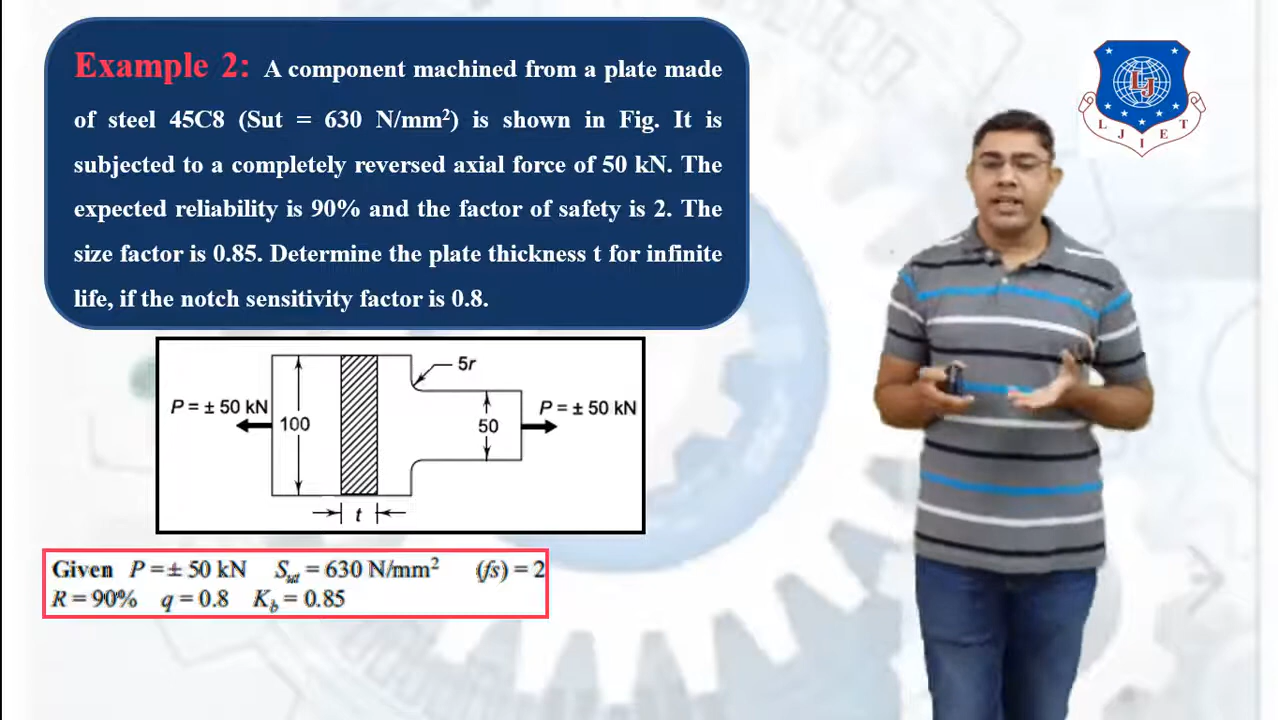 Example 2: A component machined from a plate made
of steel 45C8 (Sut = 630 N/mm²) is shown in Fig. It is
subjected to a completely reversed axial force of 50 kN. The
expected reliability is 90% and the factor of safety is 2. The
size factor is 0.85. Determine the plate thickness t for infinite
life, if the notch sensitivity factor is 0.8.
LJ
L J I E T
5r
P = ± 50 kN
100
50
P = ± 50 kN
t
Given P = ± 50 kN Sut = 630 N/mm² (fs) = 2
R = 90% q = 0.8 Kb = 0.85